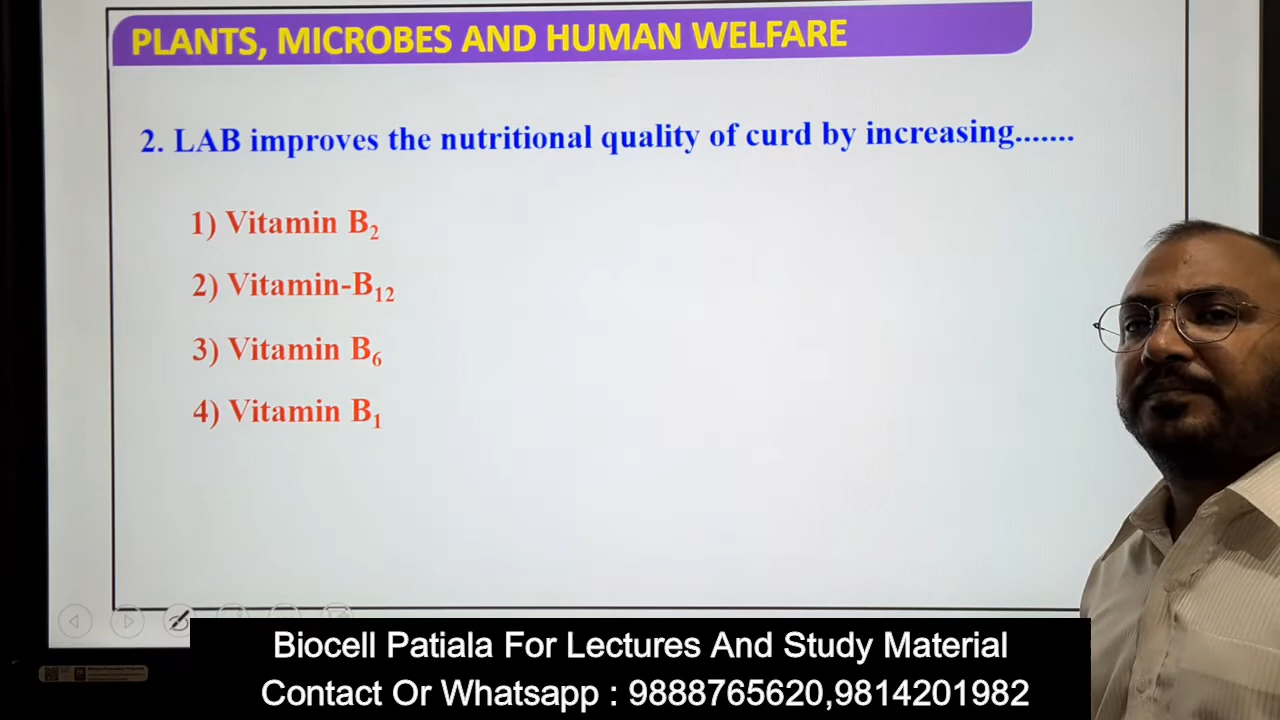 PLANTS, MICROBES AND HUMAN WELFARE
2. LAB improves the nutritional quality of curd by increasing.......
1) Vitamin B₂
2) Vitamin-B₁₂
3) Vitamin B₆
4) Vitamin B₁
Biocell Patiala For Lectures And Study Material
Contact Or Whatsapp : 9888765620,9814201982